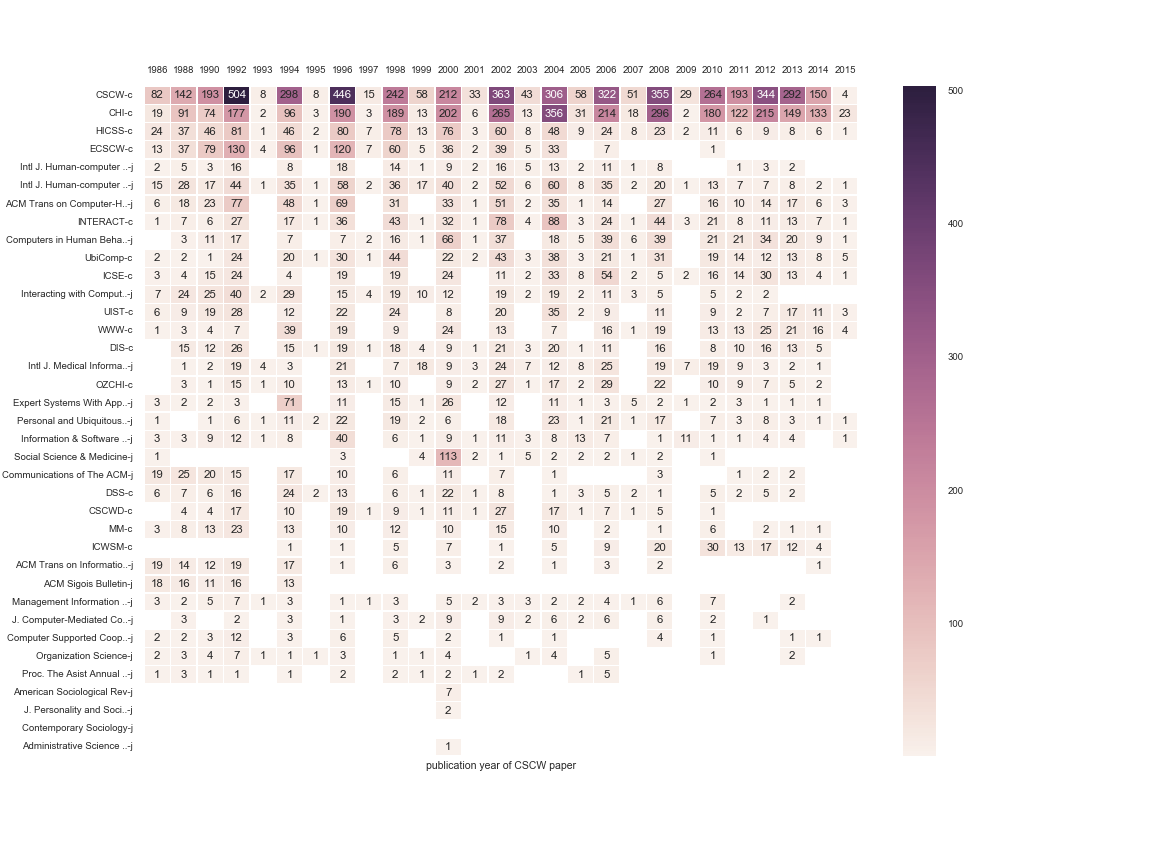 1986 1988 1990 1992 1993 1994 1995 1996 1997 1998 1999 2000 2001 2002 2003 2004 2005 2006 2007 2008 2009 2010 2011 2012 2013 2014 2015
CSCW-c 82 142 193 504 8 298 8 446 15 242 58 212 33 363 43 306 58 322 51 355 29 264 193 344 292 150 4
CHI-c 19 91 74 177 2 96 3 190 3 189 13 202 6 265 13 356 31 214 18 296 2 180 122 215 149 133 23
HICSS-c 24 37 46 81 1 46 2 80 7 78 13 76 3 60 8 48 9 24 8 23 2 11 6 9 8 6 1
ECSCW-c 13 37 79 130 4 96 1 120 7 60 5 36 2 39 5 33 7 1
Intl J. Human-computer ..-j 2 5 3 16 8 18 14 1 9 2 16 5 13 2 11 1 8 1 3 2
Intl J. Human-computer ..-j 15 28 17 44 1 35 1 58 2 36 17 40 2 52 6 60 8 35 2 20 1 13 7 7 8 2 1
ACM Trans on Computer-H..-j 6 18 23 77 48 1 69 31 33 1 51 2 35 1 14 27 16 10 14 17 6 3
INTERACT-c 1 7 6 27 17 1 36 43 1 32 1 78 4 88 3 24 1 44 3 21 8 11 13 7 1
Computers in Human Beha..-j 3 11 17 7 7 2 16 1 66 1 37 18 5 39 6 39 21 21 34 20 9 1
UbiComp-c 2 2 1 24 20 1 30 1 44 22 2 43 3 38 3 21 1 31 19 14 12 13 8 5
ICSE-c 3 4 15 24 4 19 19 24 11 2 33 8 54 2 5 2 16 14 30 13 4 1
Interacting with Comput..-j 7 24 25 40 2 29 15 4 19 10 12 19 2 19 2 11 3 5 5 2 2
UIST-c 6 9 19 28 12 22 24 8 20 35 2 9 11 9 2 7 17 11 3
WWW-c 1 3 4 7 39 19 9 24 13 7 16 1 19 13 13 25 21 16 4
DIS-c 15 12 26 15 1 19 1 18 4 9 1 21 3 20 1 11 16 8 10 16 13 5
Intl J. Medical Informa..-j 1 2 19 4 3 21 7 18 9 3 24 7 12 8 25 19 7 19 9 3 2 1
OZCHI-c 3 1 15 1 10 13 1 10 9 2 27 1 17 2 29 22 10 9 7 5 2
Expert Systems With App..-j 3 2 2 3 71 11 15 1 26 12 11 1 3 5 2 1 2 3 1 1 1
Personal and Ubiquitous..-j 1 1 6 1 11 2 22 19 2 6 18 23 1 21 1 17 7 3 8 3 1 1
Information & Software ..-j 3 3 9 12 1 8 40 6 1 9 1 11 3 8 13 7 1 11 1 1 4 4 1
Social Science & Medicine-j 1 3 4 113 2 1 5 2 2 2 1 2 1
Communications of The ACM-j 19 25 20 15 17 10 6 11 7 1 3 1 2 2
DSS-c 6 7 6 16 24 2 13 6 1 22 1 8 1 3 5 2 1 5 2 5 2
CSCWD-c 4 4 17 10 19 1 9 1 11 1 27 17 1 7 1 5 1
MM-c 3 8 13 23 13 10 12 10 15 10 2 1 6 2 1 1
ICWSM-c 1 1 5 7 1 5 9 20 30 13 17 12 4
ACM Trans on Informatio..-j 19 14 12 19 17 1 6 3 2 1 3 2 1
ACM Sigois Bulletin-j 18 16 11 16 13
Management Information ..-j 3 2 5 7 1 3 1 1 3 5 2 3 3 2 2 4 1 6 7 2
J. Computer-Mediated Co..-j 3 2 3 1 3 2 9 9 2 6 2 6 6 2 1
Computer Supported Coop..-j 2 2 3 12 3 6 5 2 1 1 4 1 1 1
Organization Science-j 2 3 4 7 1 1 1 3 1 1 4 1 4 5 1 2
Proc. The Asist Annual ..-j 1 3 1 1 1 2 2 1 2 1 2 1 5
American Sociological Rev-j 7
J. Personality and Soci..-j 2
Contemporary Sociology-j
Administrative Science ..-j 1
publication year of CSCW paper
500
400
300
200
100